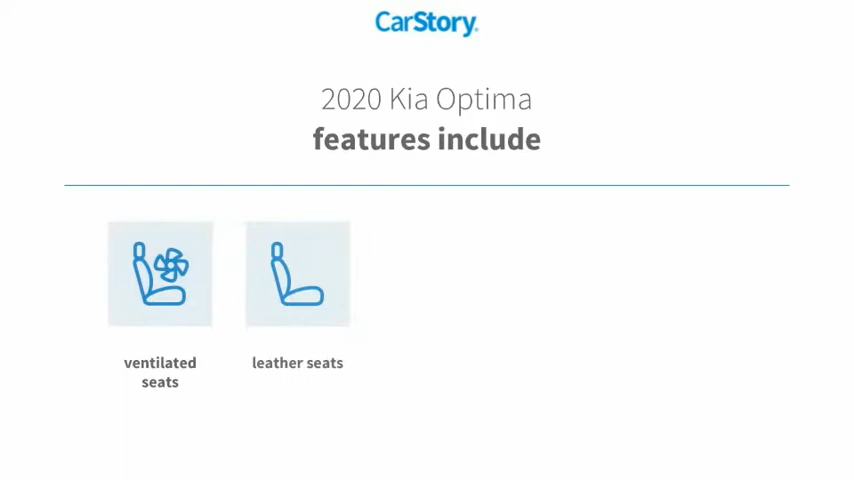 CarStory
2020 Kia Optima
features include
ventilated
seats
leather seats